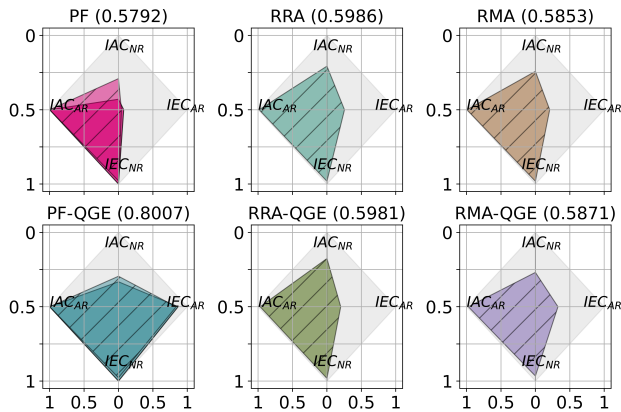 PF (0.5792) RRA (0.5986) RMA (0.5853)
0 IAC_NR IAC_NR IAC_NR
0.5 IAC_AR IEC_AR IAC_AR IEC_AR IAC_AR IEC_AR
IEC_NR IEC_NR IEC_NR
1
PF-QGE (0.8007) RRA-QGE (0.5981) RMA-QGE (0.5871)
0 IAC_NR IAC_NR IAC_NR
0.5 IAC_AR IEC_AR IAC_AR IEC_AR IAC_AR IEC_AR
IEC_NR IEC_NR IEC_NR
1
1 0.5 0 0.5 1 1 0.5 0 0.5 1 1 0.5 0 0.5 1